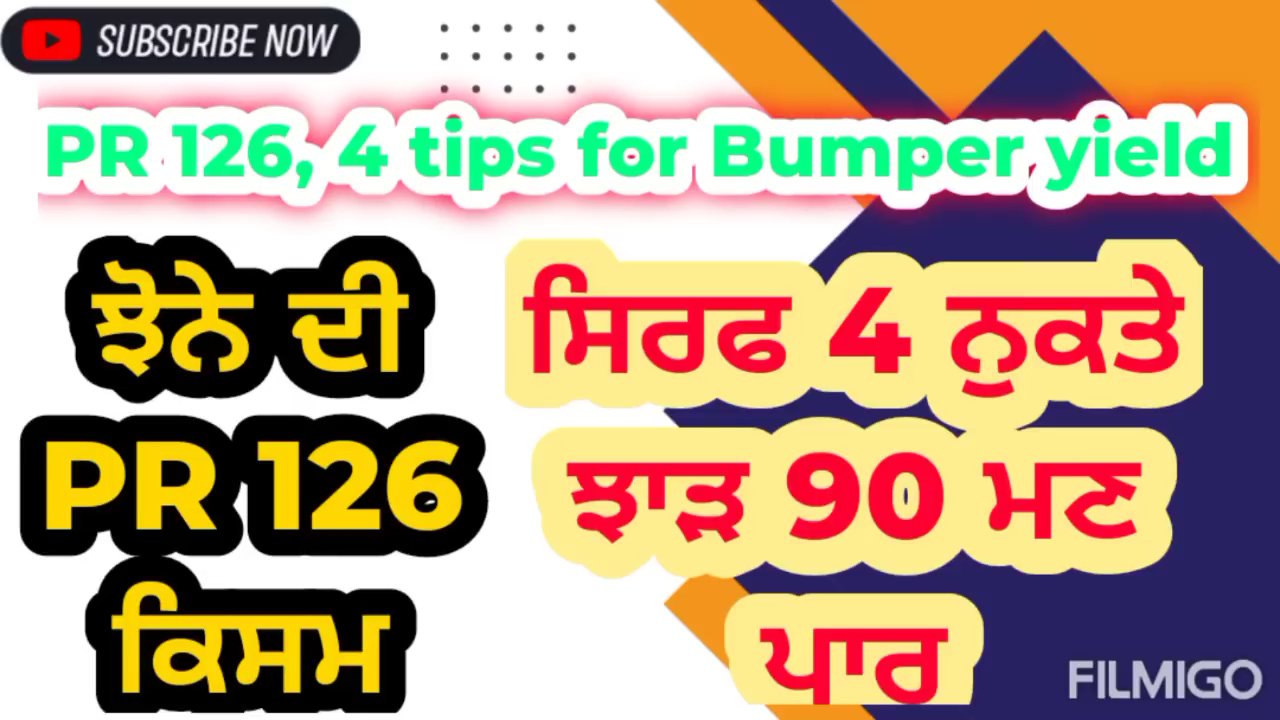 SUBSCRIBE NOW
PR 126, 4 tips for Bumper yield
ਝੋਨੇ ਦੀ
PR 126
ਕਿਸਮ
ਸਿਰਫ 4 ਨੁਕਤੇ
ਝਾੜ 90 ਮਣ
ਪਾਰ
FILMIGO